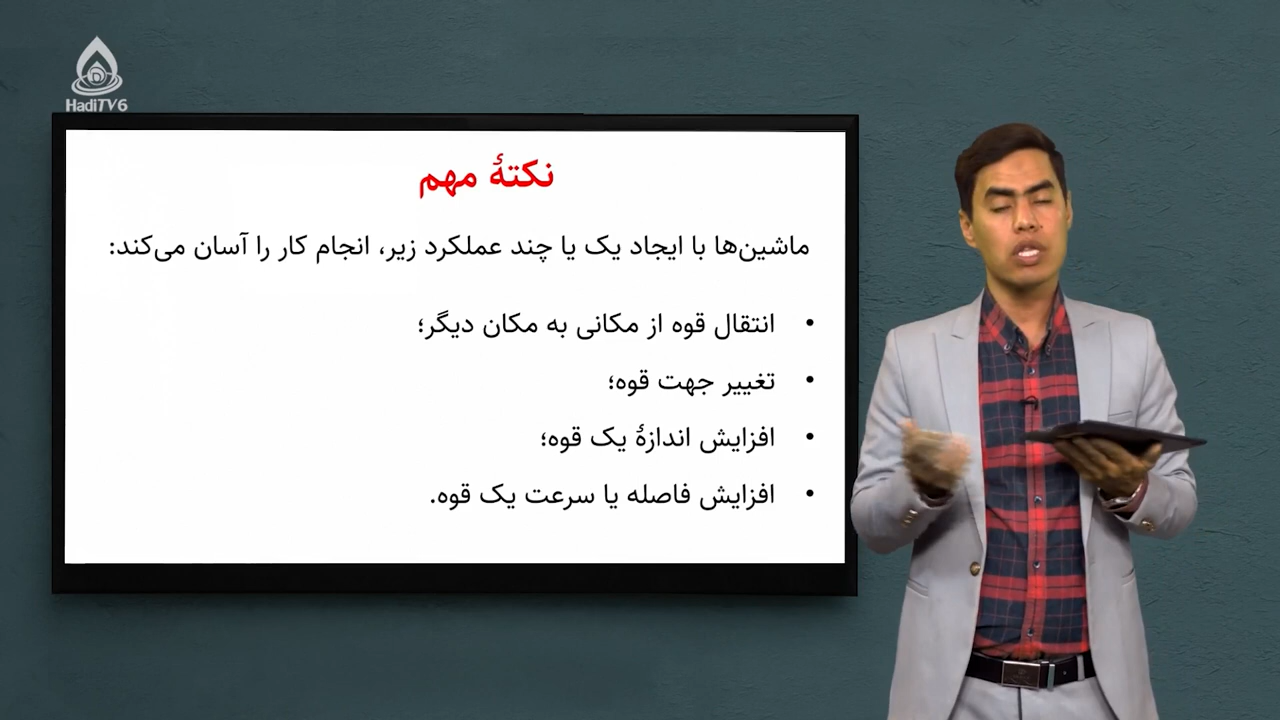 HadiTV6
نکتهٔ مهم
ماشین‌ها با ایجاد یک یا چند عملکرد زیر، انجام کار را آسان می‌کند:
• انتقال قوه از مکانی به مکان دیگر؛
• تغییر جهت قوه؛
• افزایش اندازهٔ یک قوه؛
• افزایش فاصله یا سرعت یک قوه.